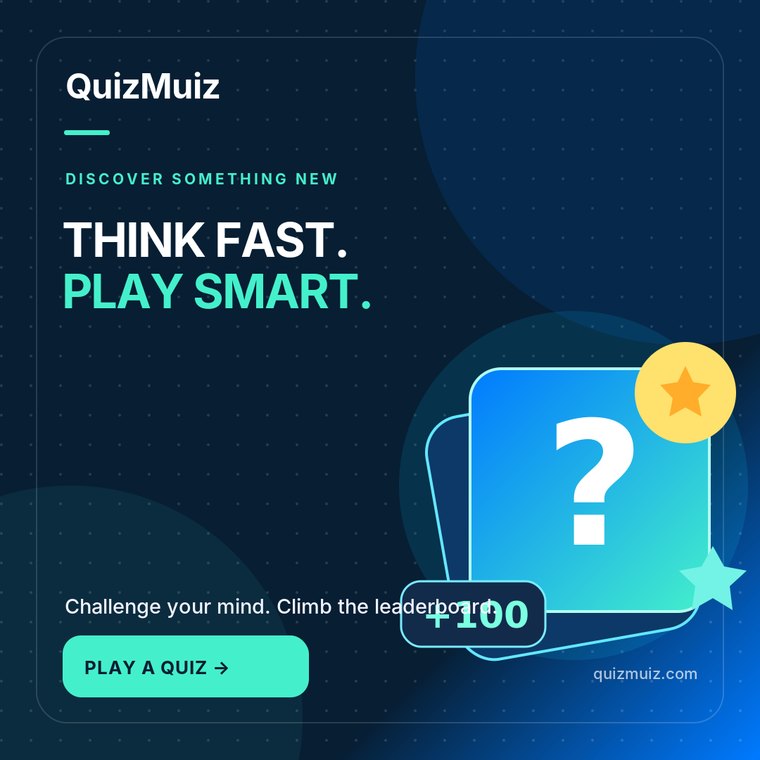 QuizMuiz
DISCOVER SOMETHING NEW
THINK FAST.
PLAY SMART.
?
Challenge your mind. Climb the leaderboard.
+100
PLAY A QUIZ →
quizmuiz.com